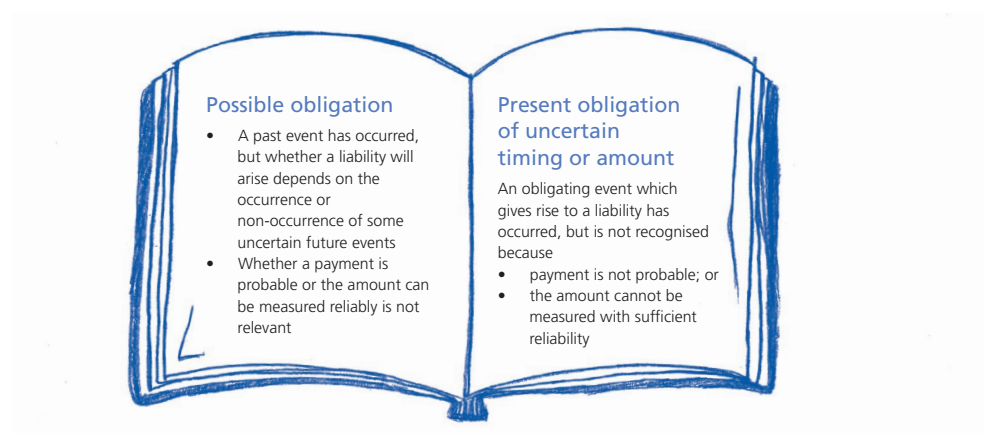 Possible obligation
• A past event has occurred,
but whether a liability will
arise depends on the
occurrence or
non-occurrence of some
uncertain future events
• Whether a payment is
probable or the amount can
be measured reliably is not
relevant
Present obligation
of uncertain
timing or amount
An obligating event which
gives rise to a liability has
occurred, but is not recognised
because
• payment is not probable; or
• the amount cannot be
measured with sufficient
reliability